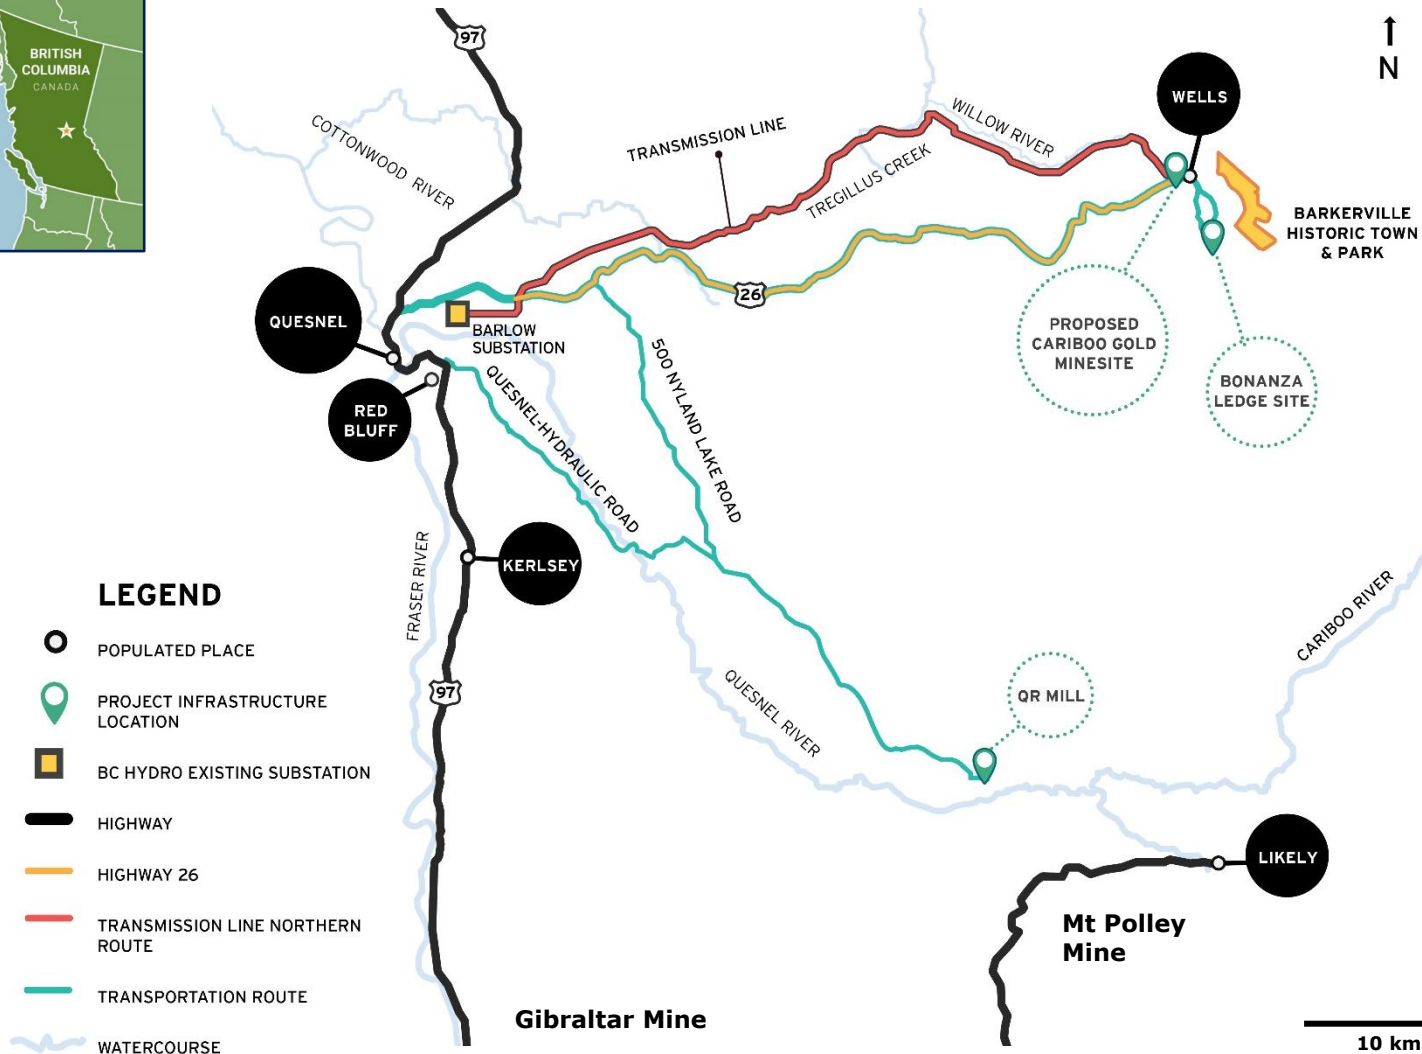 BRITISH
COLUMBIA
CANADA
97
N
WELLS
COTTONWOOD RIVER
TRANSMISSION LINE
WILLOW RIVER
TREGILLUS CREEK
BARKERVILLE
HISTORIC TOWN
& PARK
26
QUESNEL
BARLOW
SUBSTATION
PROPOSED
CARIBOO GOLD
MINESITE
BONANZA
LEDGE SITE
RED
BLUFF
QUESNEL-HYDRAULIC ROAD
500 NYLAND LAKE ROAD
FRASER RIVER
KERLSEY
CARIBOO RIVER
97
QUESNEL RIVER
QR MILL
LIKELY
Mt Polley
Mine
Gibraltar Mine
10 km
LEGEND
POPULATED PLACE
PROJECT INFRASTRUCTURE
LOCATION
BC HYDRO EXISTING SUBSTATION
HIGHWAY
HIGHWAY 26
TRANSMISSION LINE NORTHERN
ROUTE
TRANSPORTATION ROUTE
WATERCOURSE